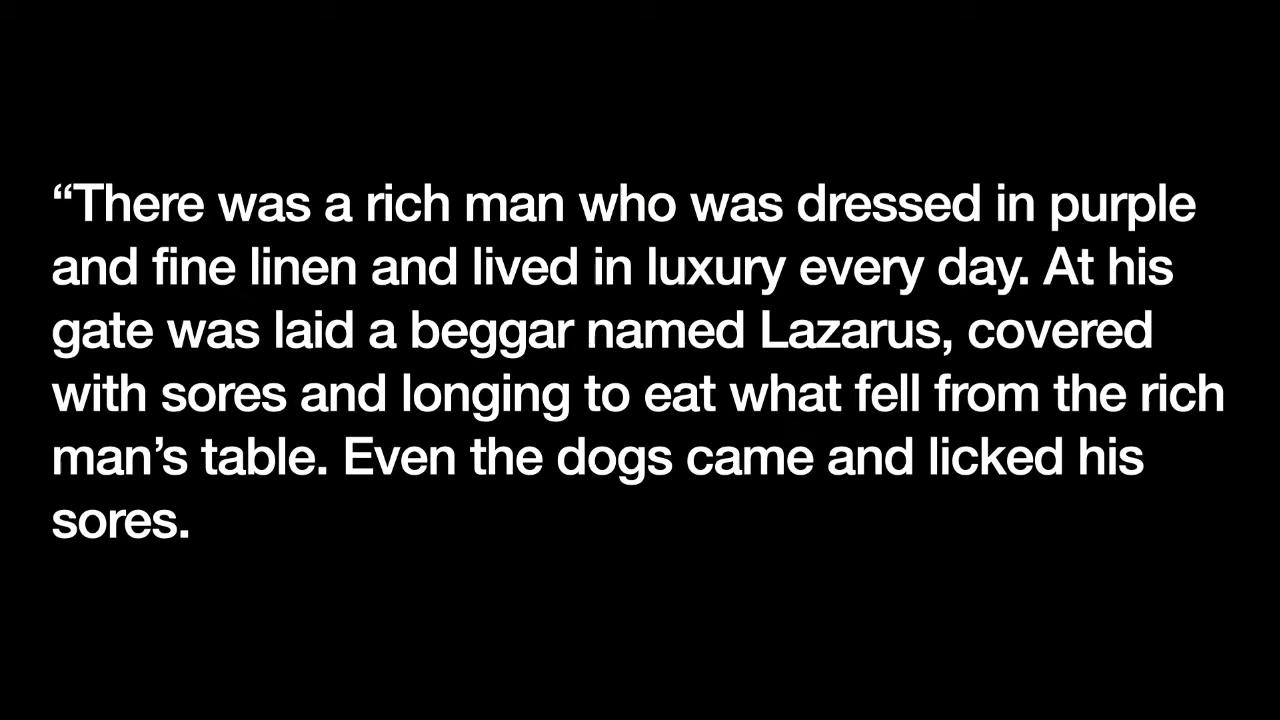 “There was a rich man who was dressed in purple
and fine linen and lived in luxury every day. At his
gate was laid a beggar named Lazarus, covered
with sores and longing to eat what fell from the rich
man’s table. Even the dogs came and licked his
sores.